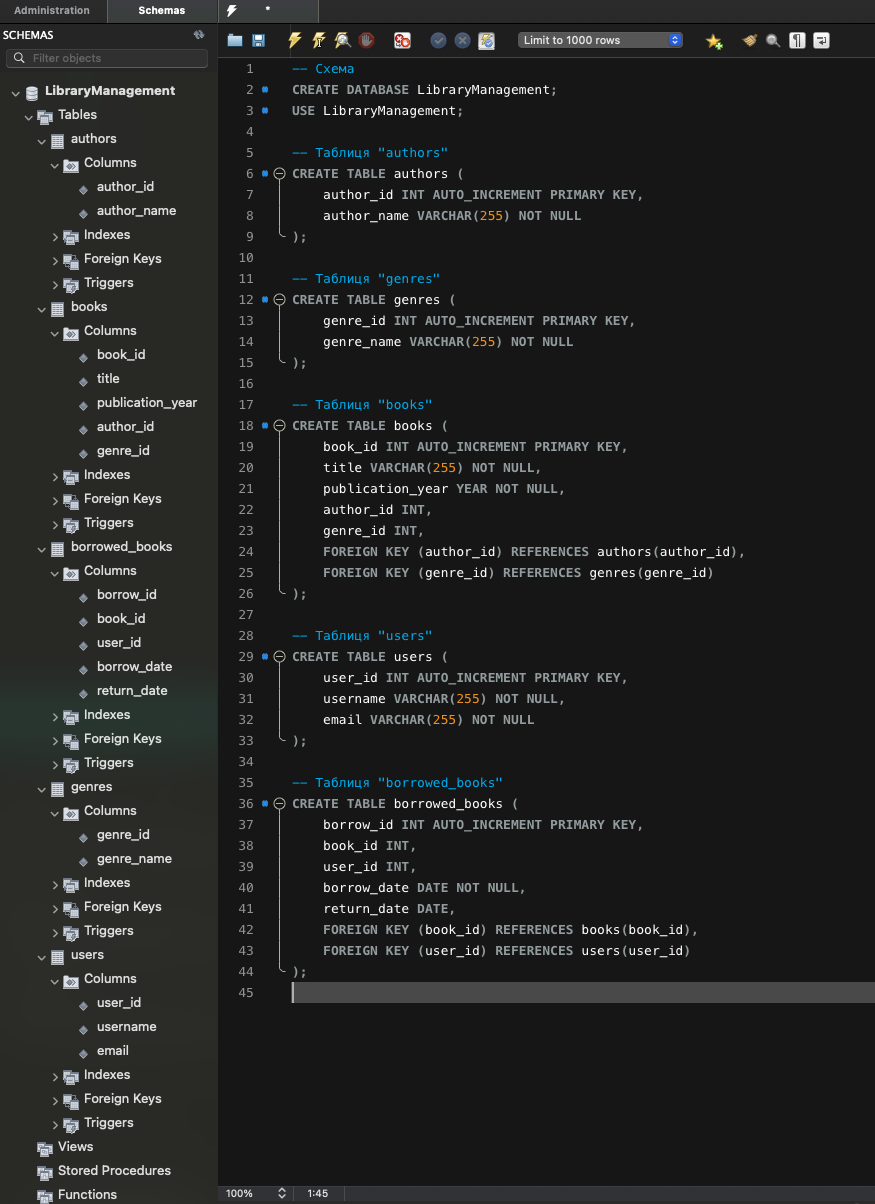 Administration
Schemas
*
SCHEMAS
Filter objects
LibraryManagement
Tables
authors
Columns
author_id
author_name
Indexes
Foreign Keys
Triggers
books
Columns
book_id
title
publication_year
author_id
genre_id
Indexes
Foreign Keys
Triggers
borrowed_books
Columns
borrow_id
book_id
user_id
borrow_date
return_date
Indexes
Foreign Keys
Triggers
genres
Columns
genre_id
genre_name
Indexes
Foreign Keys
Triggers
users
Columns
user_id
username
email
Indexes
Foreign Keys
Triggers
Views
Stored Procedures
Functions
Limit to 1000 rows
1 -- Схема
2 CREATE DATABASE LibraryManagement;
3 USE LibraryManagement;
4
5 -- Таблиця "authors"
6 CREATE TABLE authors (
7 author_id INT AUTO_INCREMENT PRIMARY KEY,
8 author_name VARCHAR(255) NOT NULL
9 );
10
11 -- Таблиця "genres"
12 CREATE TABLE genres (
13 genre_id INT AUTO_INCREMENT PRIMARY KEY,
14 genre_name VARCHAR(255) NOT NULL
15 );
16
17 -- Таблиця "books"
18 CREATE TABLE books (
19 book_id INT AUTO_INCREMENT PRIMARY KEY,
20 title VARCHAR(255) NOT NULL,
21 publication_year YEAR NOT NULL,
22 author_id INT,
23 genre_id INT,
24 FOREIGN KEY (author_id) REFERENCES authors(author_id),
25 FOREIGN KEY (genre_id) REFERENCES genres(genre_id)
26 );
27
28 -- Таблиця "users"
29 CREATE TABLE users (
30 user_id INT AUTO_INCREMENT PRIMARY KEY,
31 username VARCHAR(255) NOT NULL,
32 email VARCHAR(255) NOT NULL
33 );
34
35 -- Таблиця "borrowed_books"
36 CREATE TABLE borrowed_books (
37 borrow_id INT AUTO_INCREMENT PRIMARY KEY,
38 book_id INT,
39 user_id INT,
40 borrow_date DATE NOT NULL,
41 return_date DATE,
42 FOREIGN KEY (book_id) REFERENCES books(book_id),
43 FOREIGN KEY (user_id) REFERENCES users(user_id)
44 );
45
100%
1:45